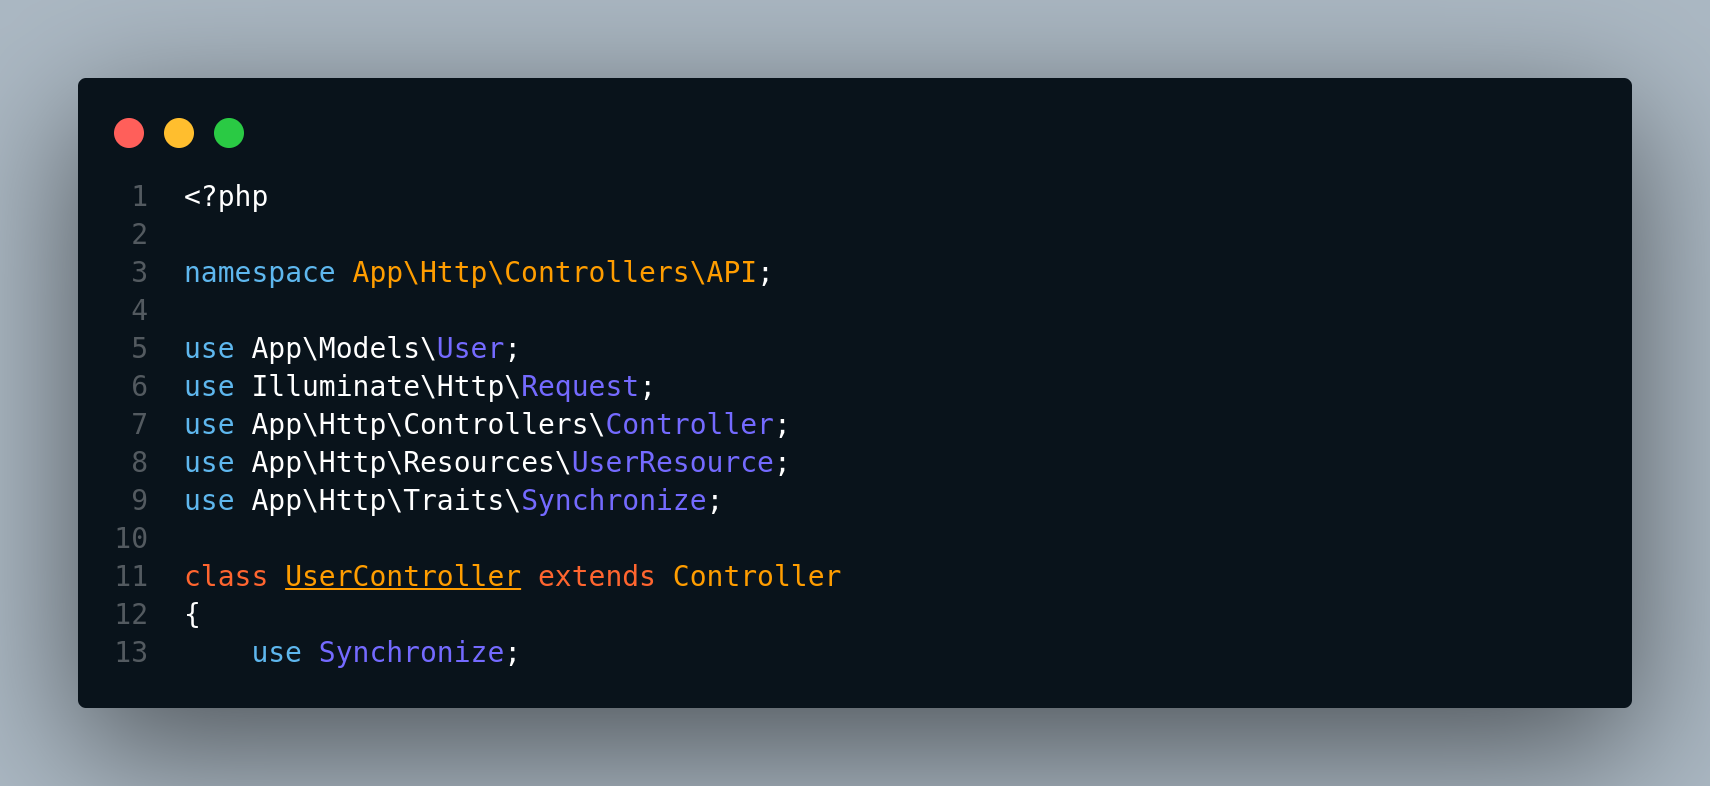 1 <?php
2
3 namespace App\Http\Controllers\API;
4
5 use App\Models\User;
6 use Illuminate\Http\Request;
7 use App\Http\Controllers\Controller;
8 use App\Http\Resources\UserResource;
9 use App\Http\Traits\Synchronize;
10
11 class UserController extends Controller
12 {
13     use Synchronize;